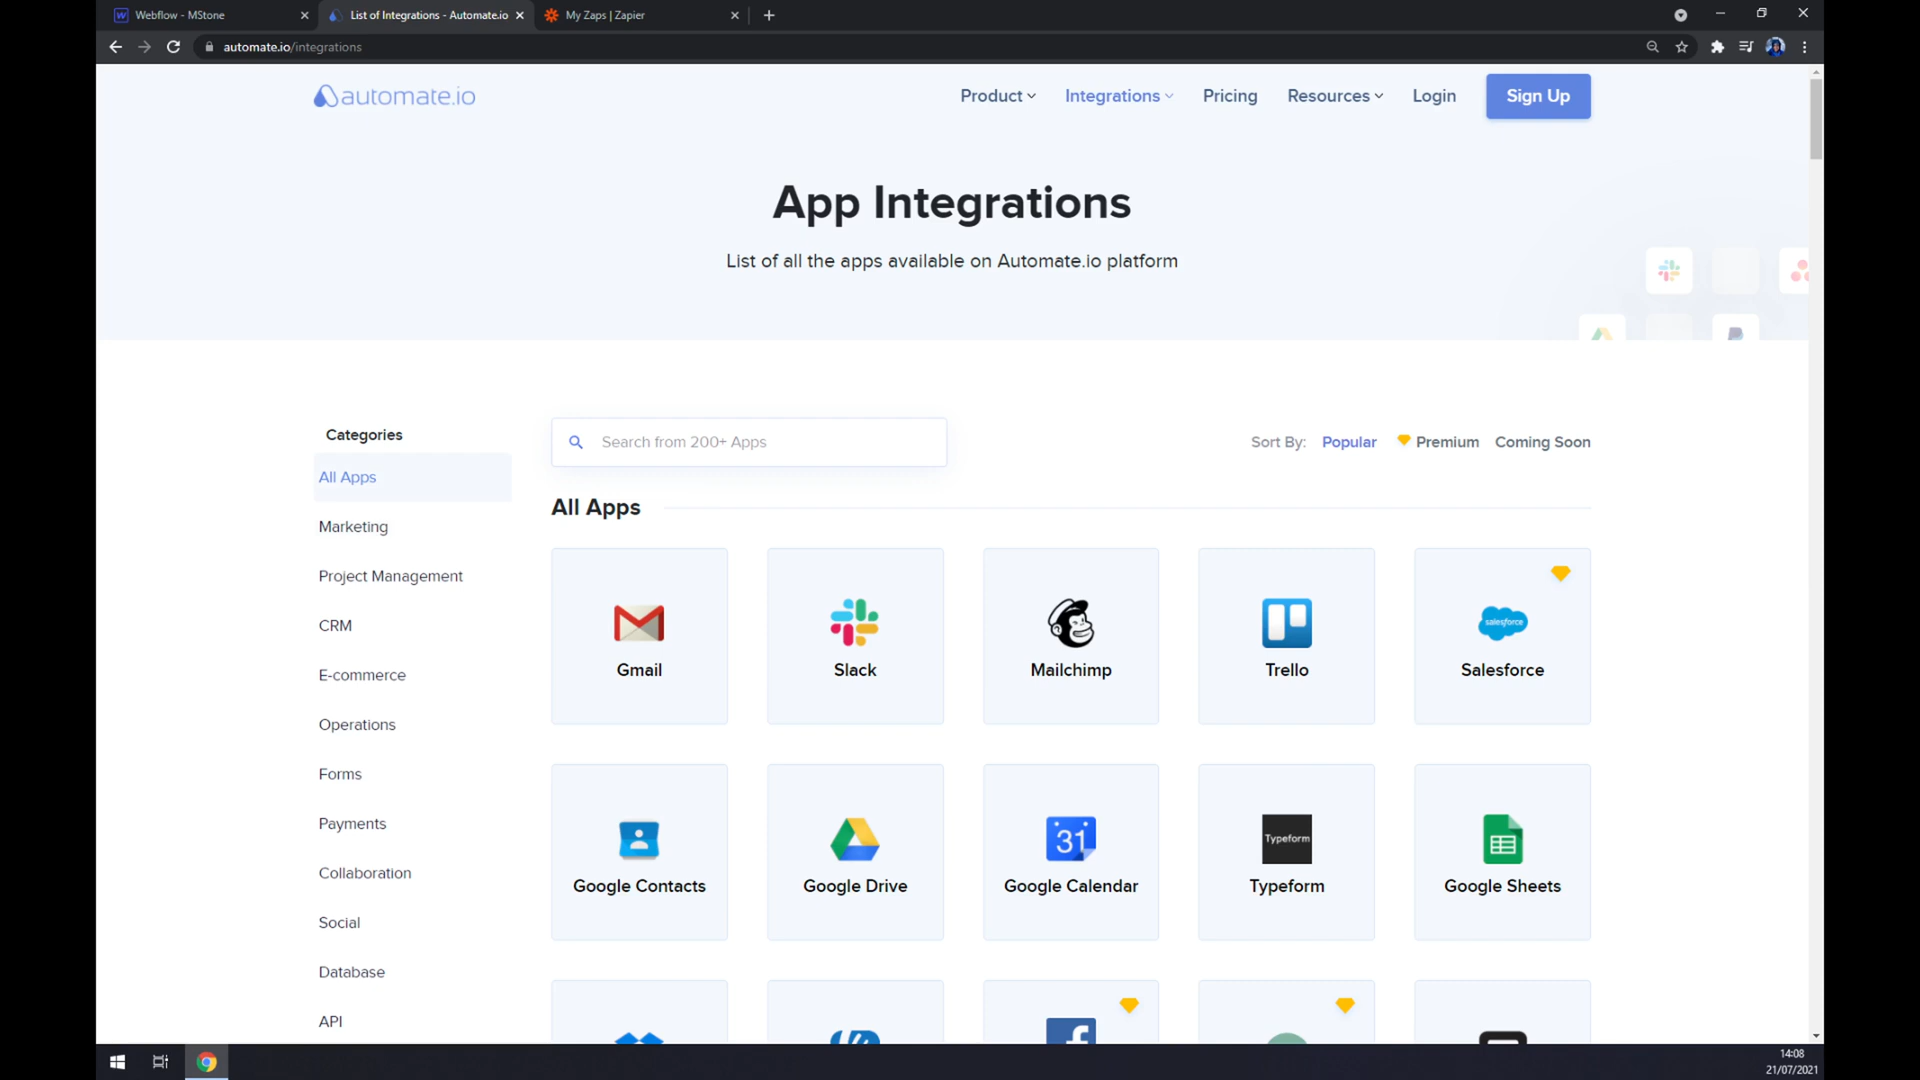 Webflow - MStone
List of Integrations - Automate.io
My Zaps | Zapier
automate.io/integrations
automate.io
Product
Integrations
Pricing
Resources
Login
Sign Up
App Integrations
List of all the apps available on Automate.io platform
Categories
All Apps
Marketing
Project Management
CRM
E-commerce
Operations
Forms
Payments
Collaboration
Social
Database
API
Search from 200+ Apps
Sort By:
Popular
Premium
Coming Soon
All Apps
Gmail
Slack
Mailchimp
Trello
salesforce
Salesforce
Google Contacts
Google Drive
31
Google Calendar
Typeform
Typeform
Google Sheets
14:08
21/07/2021